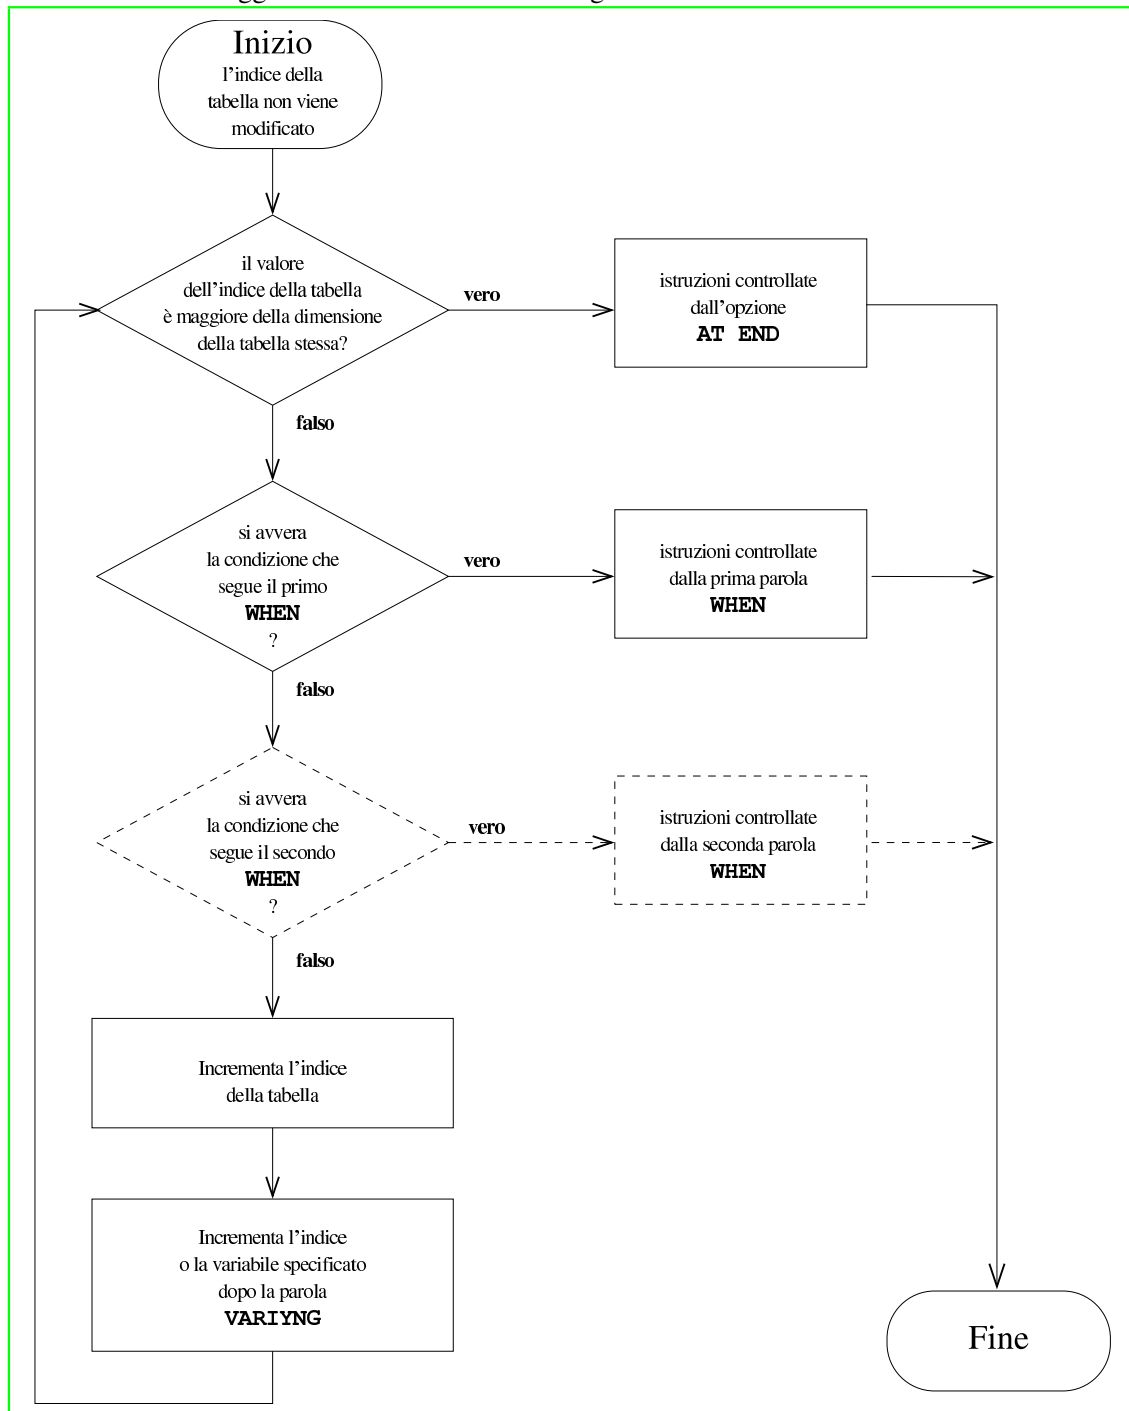 Inizio
l'indice della
tabella non viene
modificato
il valore
dell'indice della tabella
è maggiore della dimensione
della tabella stessa?
vero
istruzioni controllate
dall'opzione
AT END
falso
si avvera
la condizione che
segue il primo
WHEN
?
vero
istruzioni controllate
dalla prima parola
WHEN
falso
si avvera
la condizione che
segue il secondo
WHEN
?
vero
istruzioni controllate
dalla seconda parola
WHEN
falso
Incrementa l'indice
della tabella
Incrementa l'indice
o la variabile specificato
dopo la parola
VARIYNG
Fine